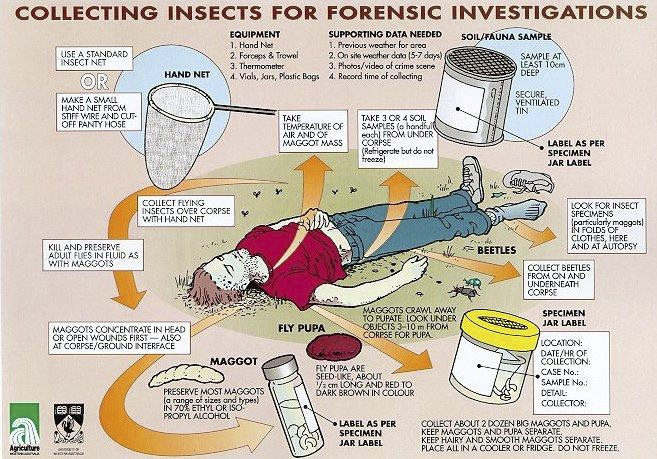 COLLECTING INSECTS FOR FORENSIC INVESTIGATIONS
EQUIPMENT
1. Hand Net
2. Forceps & Trowel
3. Thermometer
4. Vials, Jars, Plastic Bags
SUPPORTING DATA NEEDED
1. Previous weather for area
2. On site weather data (5-7 days)
3. Photos/video of crime scene
4. Record time of collecting
SOIL/FAUNA SAMPLE
SAMPLE AT
LEAST 10cm
DEEP
SECURE,
VENTILATED
TIN
LABEL AS PER
SPECIMEN
JAR LABEL
USE A STANDARD
INSECT NET
OR
MAKE A SMALL
HAND NET FROM
STIFF WIRE AND CUT-
OFF PANTY HOSE
HAND NET
TAKE
TEMPERATURE
OF AIR AND OF
MAGGOT MASS
TAKE 3 OR 4 SOIL
SAMPLES (a handful
each) FROM UNDER
CORPSE
(Refrigerate but do not
freeze)
COLLECT FLYING
INSECTS OVER CORPSE
WITH HAND NET
KILL AND PRESERVE
ADULT FLIES IN FLUID AS
WITH MAGGOTS
LOOK FOR INSECT
SPECIMENS
(particularly maggots)
IN FOLDS OF
CLOTHES, HERE
AND AT AUTOPSY
BEETLES
COLLECT BEETLES
FROM ON AND
UNDERNEATH
CORPSE
MAGGOTS CONCENTRATE IN HEAD
OR OPEN WOUNDS FIRST — ALSO
AT CORPSE/GROUND INTERFACE
MAGGOTS CRAWL AWAY
TO PUPATE. LOOK UNDER
OBJECTS 3–10 m FROM
CORPSE FOR PUPA.
FLY PUPA
FLY PUPA ARE
SEED-LIKE, ABOUT
1/2 cm LONG AND RED TO
DARK BROWN IN COLOUR
MAGGOT
PRESERVE MOST MAGGOTS
(a range of sizes and types)
IN 70% ETHYL OR ISO-
PROPYL ALCOHOL
LABEL AS PER
SPECIMEN
JAR LABEL
SPECIMEN
JAR LABEL
LOCATION:
DATE/HR OF
COLLECTION:
CASE No.:
SAMPLE No.:
DETAIL:
COLLECTOR:
COLLECT ABOUT 2 DOZEN BIG MAGGOTS AND PUPA.
KEEP MAGGOTS AND PUPA SEPARATE.
KEEP HAIRY AND SMOOTH MAGGOTS SEPARATE.
PLACE ALL IN A COOLER OR FRIDGE. DO NOT FREEZE.
Agriculture
WESTERN AUSTRALIA
UNIVERSITY OF
WESTERN AUSTRALIA